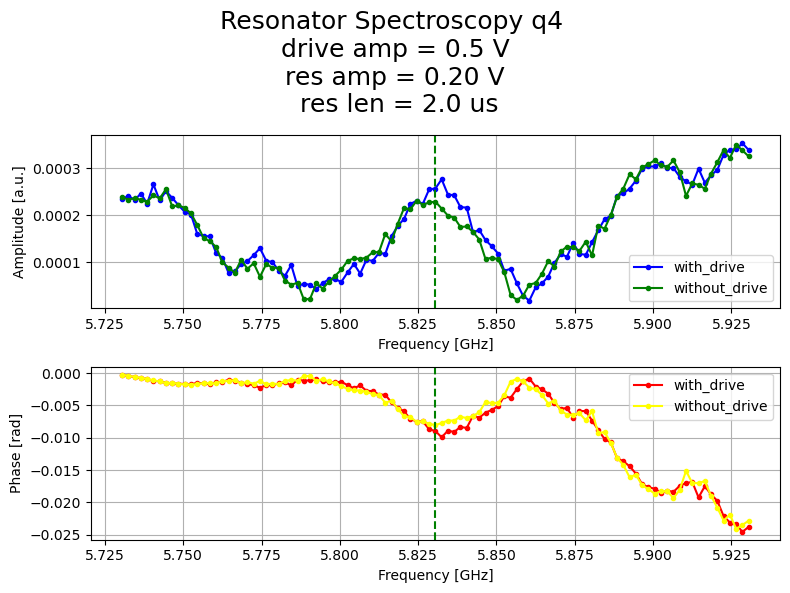 Resonator Spectroscopy q4
drive amp = 0.5 V
res amp = 0.20 V
res len = 2.0 us
Amplitude [a.u.]
0.0003
0.0002
0.0001
with_drive
without_drive
5.725 5.750 5.775 5.800 5.825 5.850 5.875 5.900 5.925
Frequency [GHz]
Phase [rad]
0.000
−0.005
−0.010
−0.015
−0.020
−0.025
with_drive
without_drive
5.725 5.750 5.775 5.800 5.825 5.850 5.875 5.900 5.925
Frequency [GHz]